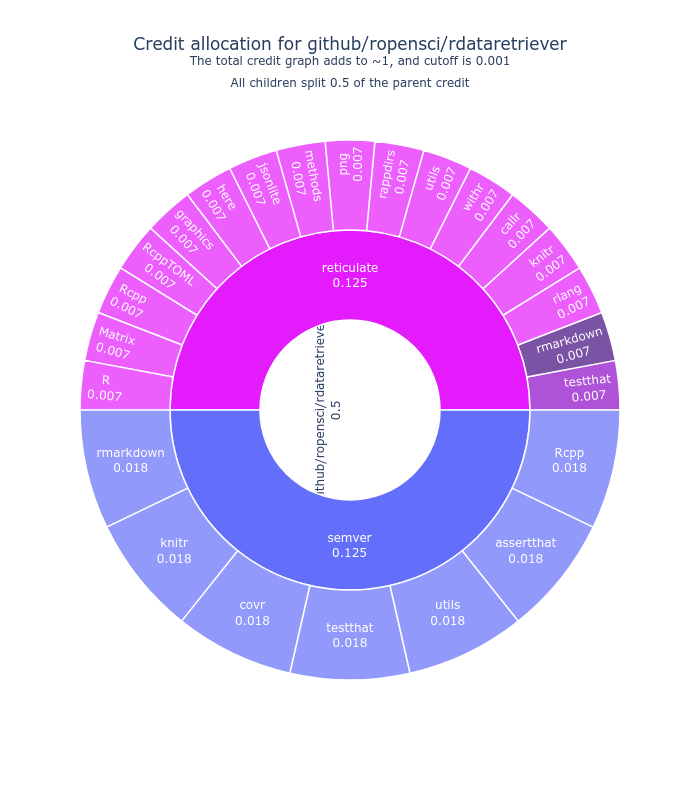 Credit allocation for github/ropensci/rdataretriever
The total credit graph adds to ~1, and cutoff is 0.001
All children split 0.5 of the parent credit
ithub/ropensci/rdataretrieve
0.5
reticulate
0.125
semver
0.125
R
0.007
Matrix
0.007
Rcpp
0.007
RcppTOML
0.007
graphics
0.007
here
0.007
jsonlite
0.007
methods
0.007
png
0.007
rappdirs
0.007
utils
0.007
withr
0.007
callr
0.007
knitr
0.007
rlang
0.007
rmarkdown
0.007
testthat
0.007
rmarkdown
0.018
knitr
0.018
covr
0.018
testthat
0.018
utils
0.018
assertthat
0.018
Rcpp
0.018